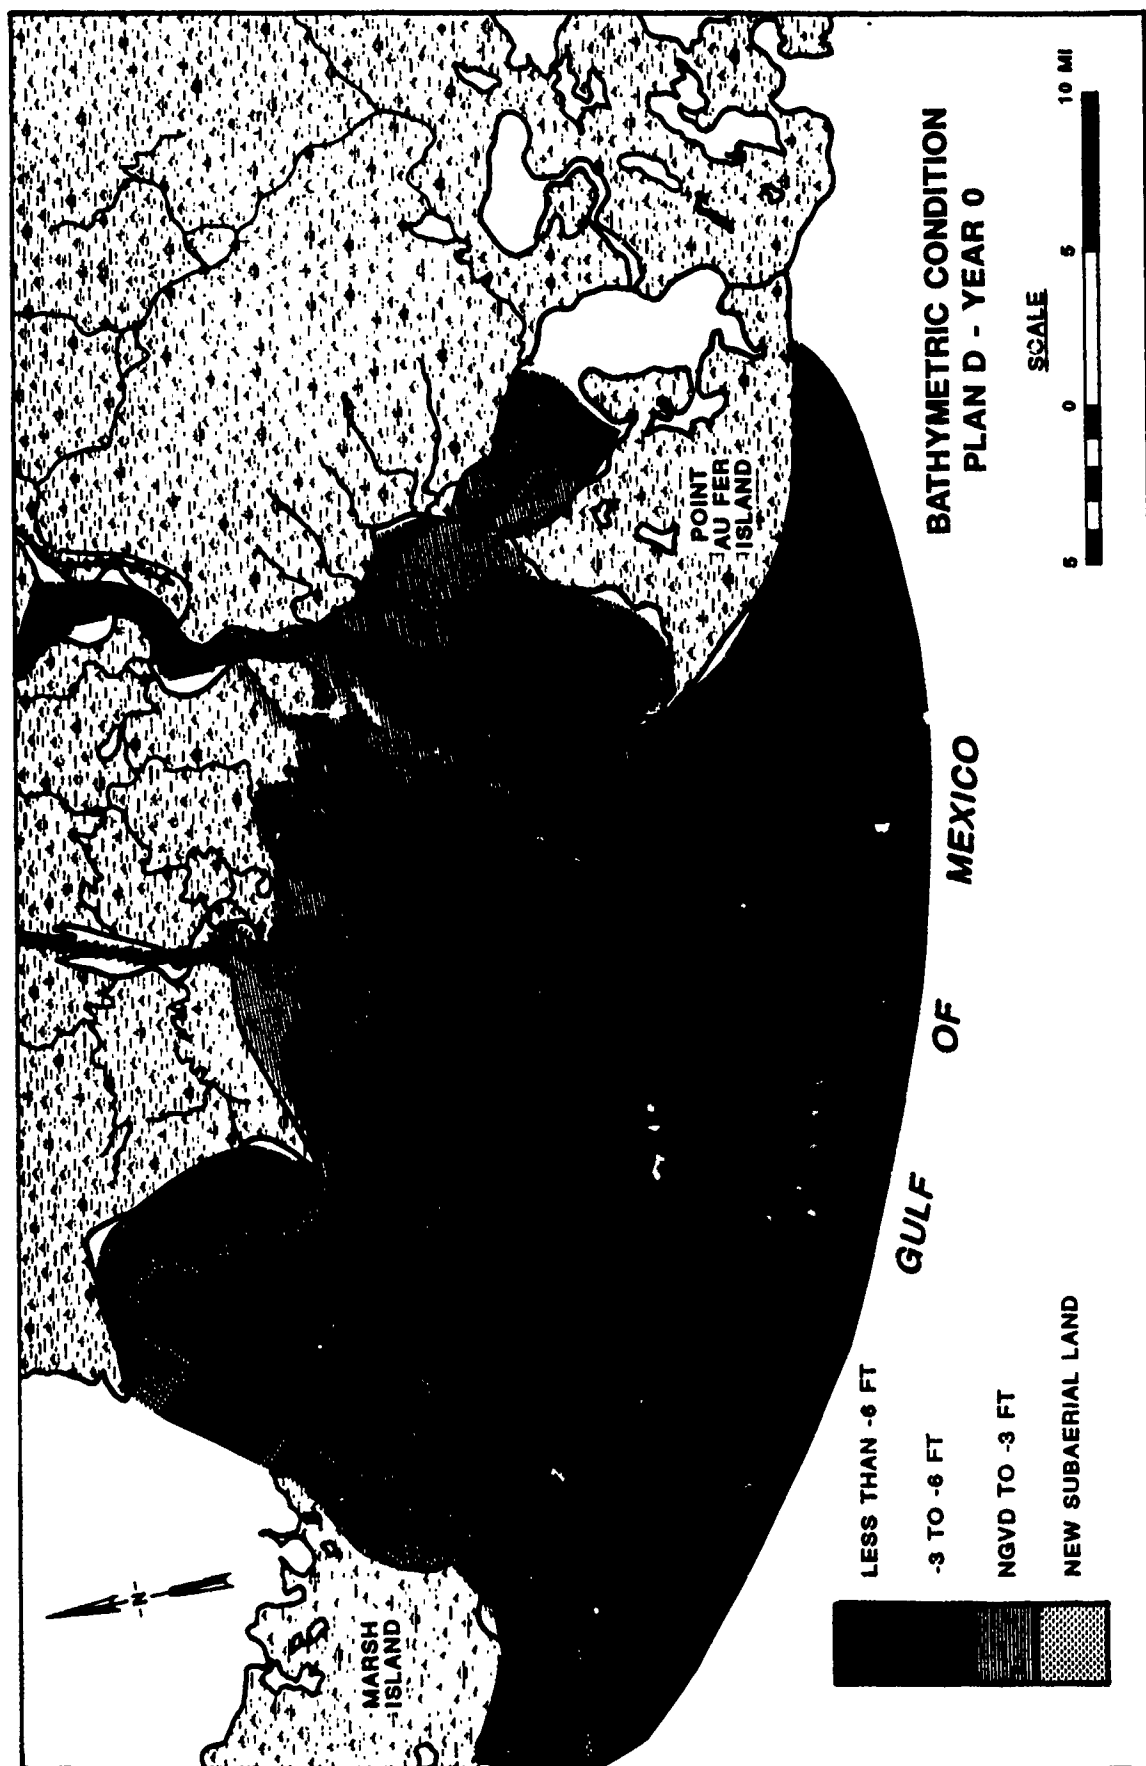 MARSH
ISLAND
POINT
AU FER
ISLAND
GULF OF MEXICO
N
LESS THAN -6 FT
-3 TO -6 FT
NGVD TO -3 FT
NEW SUBAERIAL LAND
BATHYMETRIC CONDITION
PLAN D - YEAR 0
SCALE
5 0 5 10 MI